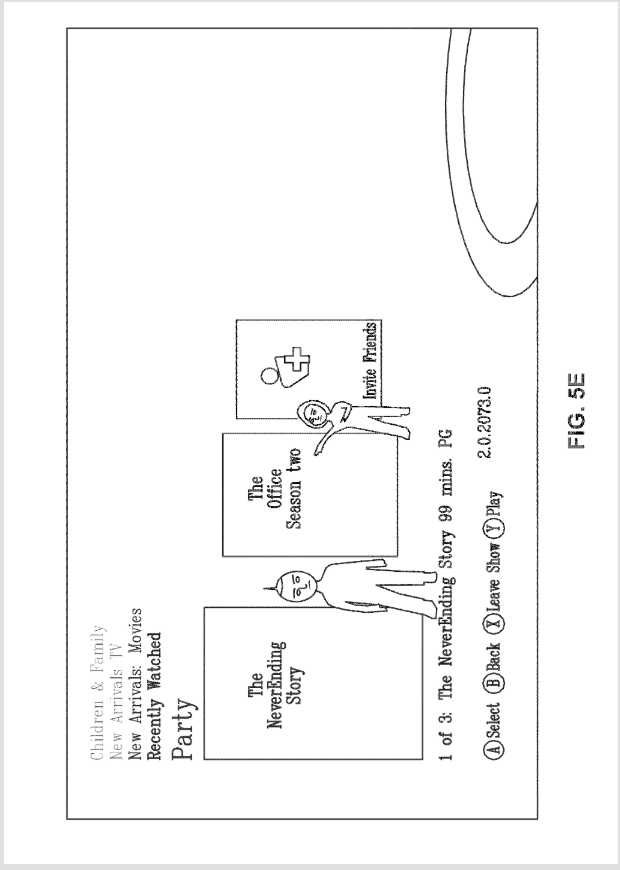 Children & Family
New Arrivals TV
New Arrivals: Movies
Recently Watched
Party
The
NeverEnding
Story
The
Office
Season two
Invite Friends
1 of 3: The NeverEnding Story 99 mins. PG
A Select B Back X Leave Show Y Play 2.0.2073.0
FIG. 5E